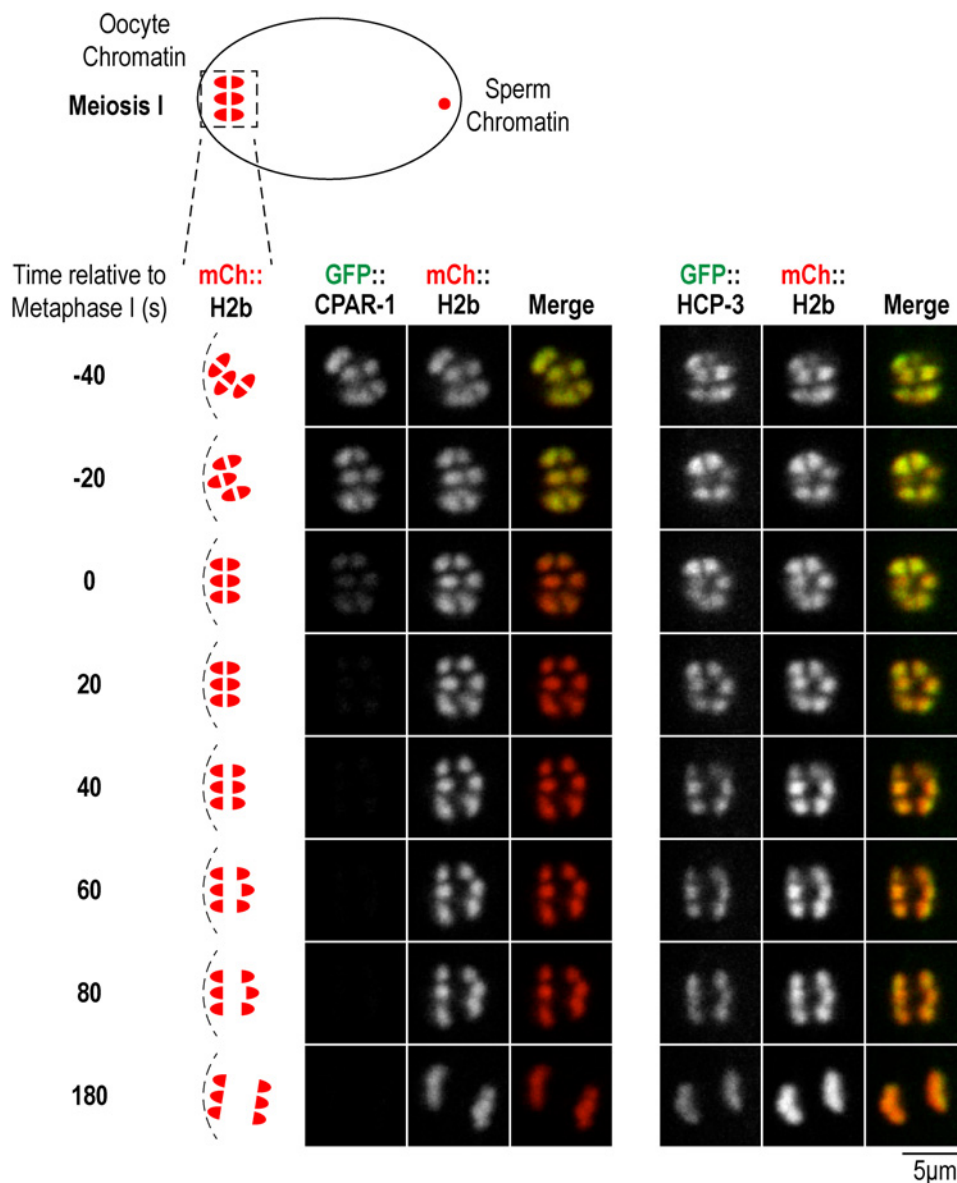 Oocyte
Chromatin
Meiosis I
Sperm
Chromatin
Time relative to
Metaphase I (s)
mCh::
H2b
GFP::
CPAR-1
mCh::
H2b
Merge
GFP::
HCP-3
mCh::
H2b
Merge
-40
-20
0
20
40
60
80
180
5μm